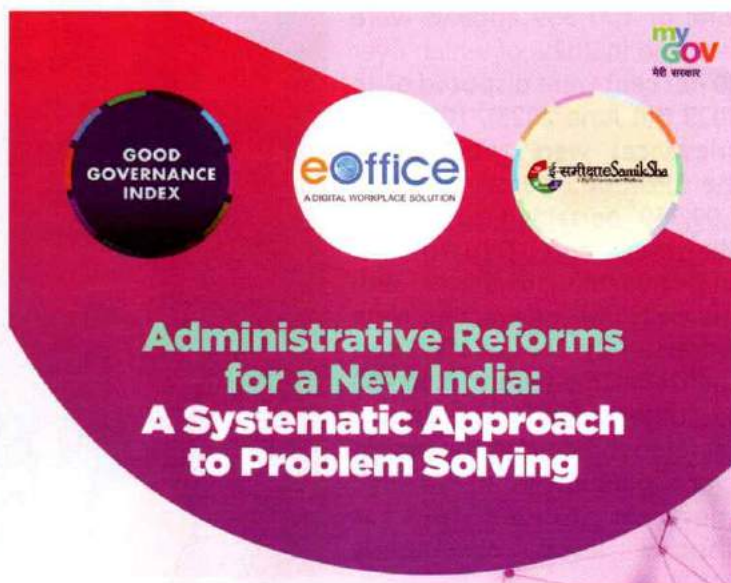 my
GOV
मेरी सरकार
GOOD
GOVERNANCE
INDEX
eOffice
A DIGITAL WORKPLACE SOLUTION
ई-समीक्षाeSamikSha
Administrative Reforms
for a New India:
A Systematic Approach
to Problem Solving